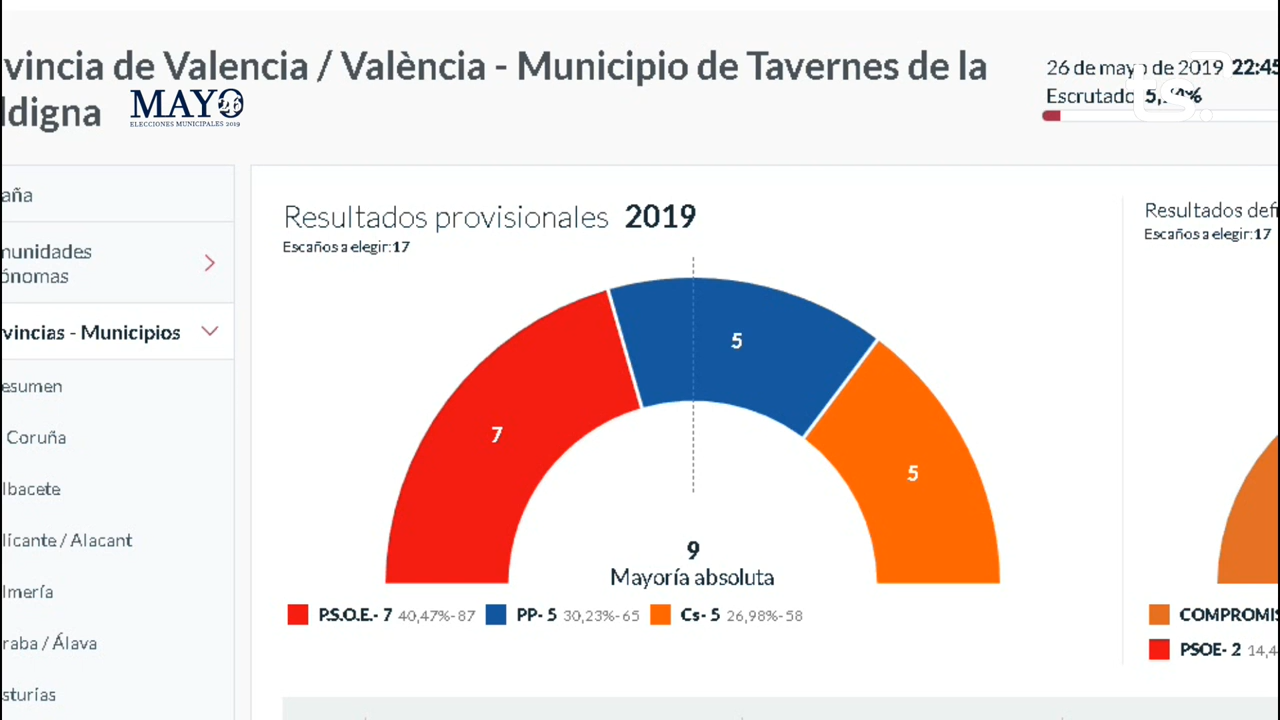 vincia de Valencia / València - Municipio de Tavernes de la
ldigna
MAYO 26
ELECCIONES MUNICIPALES 2019
26 de mayo de 2019 22:45
Escrutado
aña
nunidades
ónomas
vincias - Municipios
esumen
Coruña
lbacete
licante / Alacant
lmería
raba / Álava
sturias
Resultados provisionales 2019
Escaños a elegir:17
7
5
5
9
Mayoría absoluta
P.S.O.E.- 7 40,47%-87 PP- 5 30,23%-65 Cs- 5 26,98%-58
Resultados defi
Escaños a elegir:17
COMPROMIS
PSOE- 2 14,4